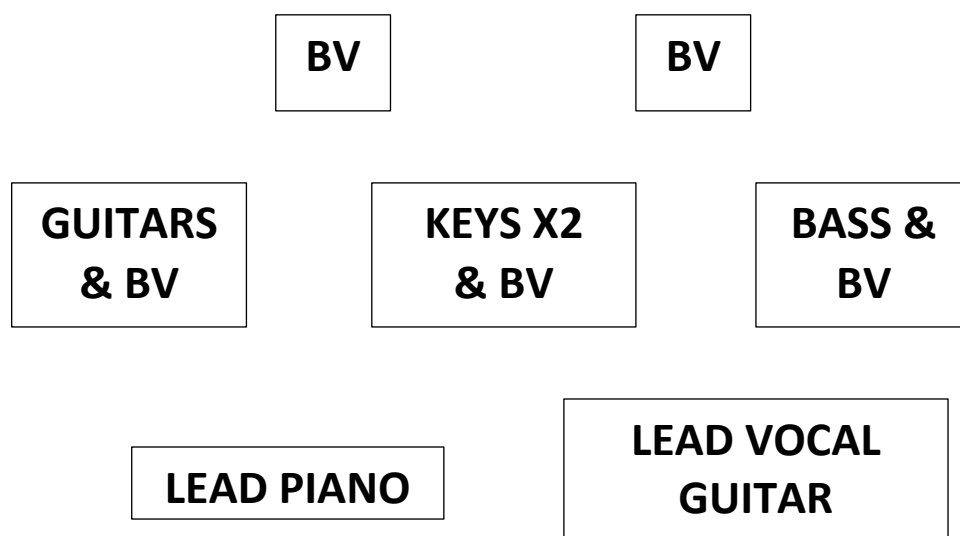 BV
BV
GUITARS
& BV
KEYS X2
& BV
BASS &
BV
LEAD PIANO
LEAD VOCAL
GUITAR